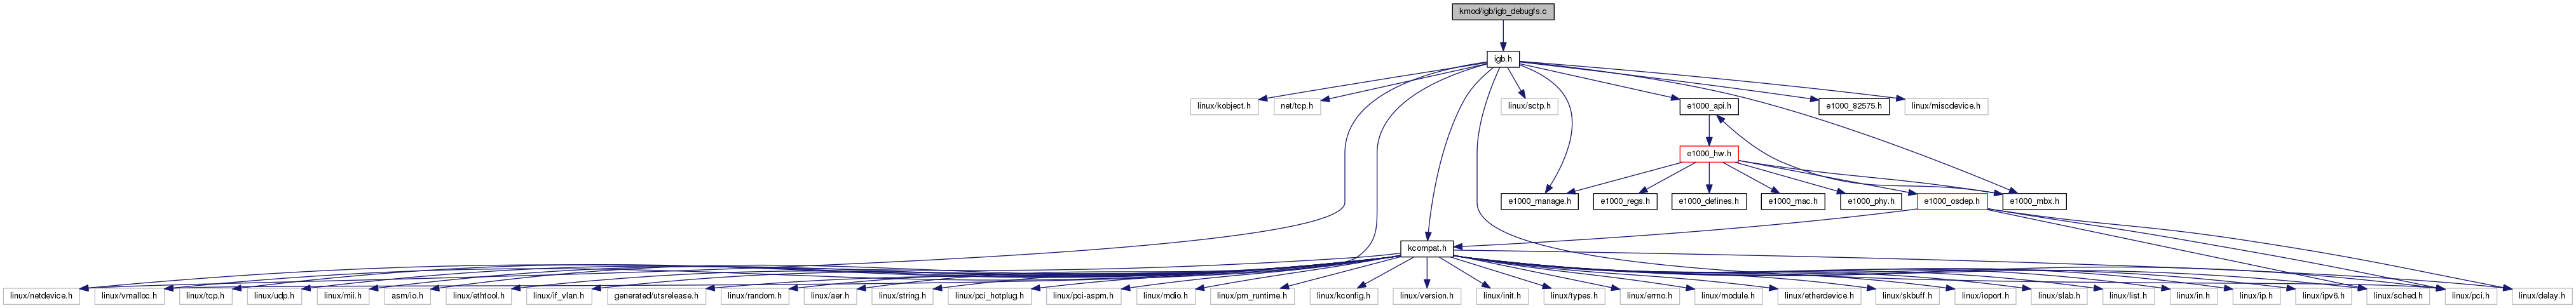 kmod/igb/igb_debugfs.c
igb.h
linux/kobject.h
net/tcp.h
linux/sctp.h
e1000_api.h
e1000_82575.h
linux/miscdevice.h
e1000_hw.h
e1000_manage.h
e1000_regs.h
e1000_defines.h
e1000_mac.h
e1000_phy.h
e1000_osdep.h
e1000_mbx.h
kcompat.h
linux/netdevice.h
linux/vmalloc.h
linux/tcp.h
linux/udp.h
linux/mii.h
asm/io.h
linux/ethtool.h
linux/if_vlan.h
generated/utsrelease.h
linux/random.h
linux/aer.h
linux/string.h
linux/pci_hotplug.h
linux/pci-aspm.h
linux/mdio.h
linux/pm_runtime.h
linux/kconfig.h
linux/version.h
linux/init.h
linux/types.h
linux/errno.h
linux/module.h
linux/etherdevice.h
linux/skbuff.h
linux/ioport.h
linux/slab.h
linux/list.h
linux/in.h
linux/ip.h
linux/ipv6.h
linux/sched.h
linux/pci.h
linux/delay.h